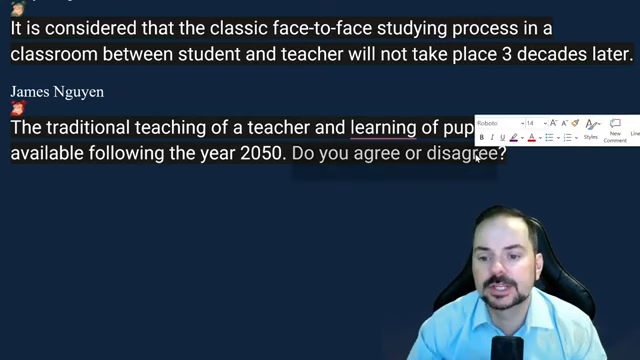 It is considered that the classic face-to-face studying process in a
classroom between student and teacher will not take place 3 decades later.
James Nguyen
The traditional teaching of a teacher and learning of pup
available following the year 2050. Do you agree or disagree?
Roboto 14
B I U A
Styles
New
Comment